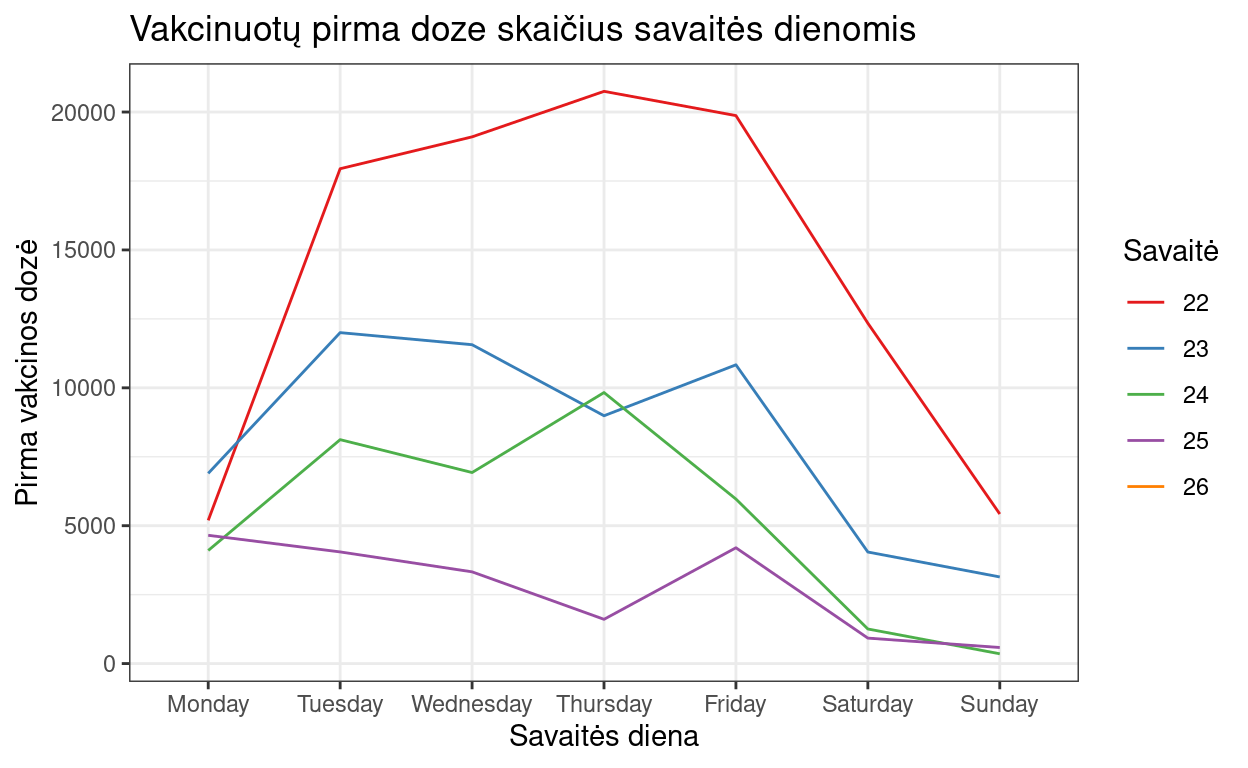 Vakcinuotų pirma doze skaičius savaitės dienomis
Pirma vakcinos dozė
20000
15000
10000
5000
0
Monday Tuesday Wednesday Thursday Friday Saturday Sunday
Savaitės diena
Savaitė
22
23
24
25
26